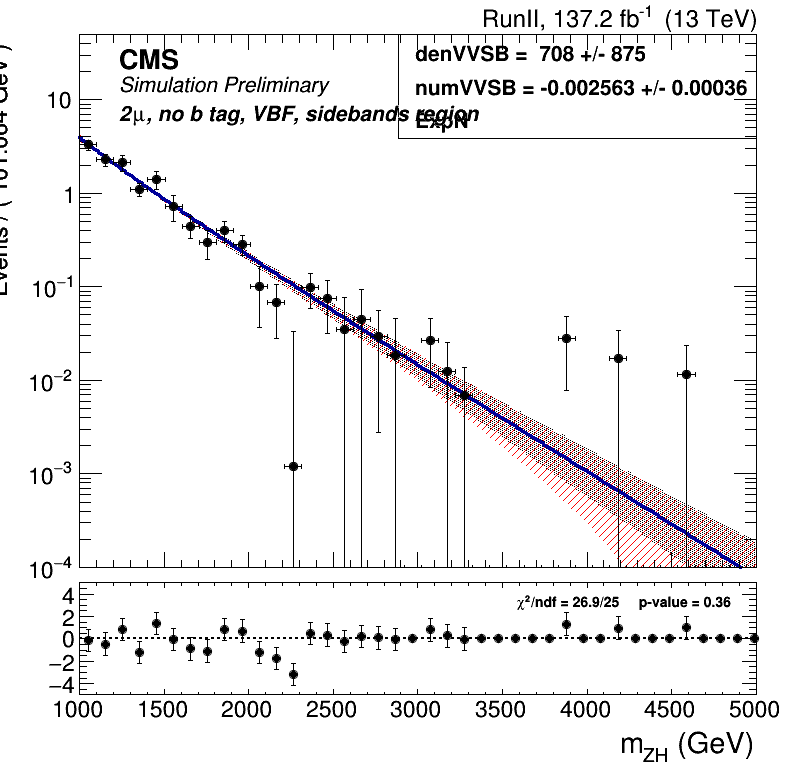 RunII, 137.2 fb⁻¹ (13 TeV)
CMS
Simulation Preliminary
2μ, no b tag, VBF, sidebands region
denVVSB = 708 +/- 875
numVVSB = -0.002563 +/- 0.00036
ExpN
10
1
10⁻¹
10⁻²
10⁻³
10⁻⁴
χ²/ndf = 26.9/25 p-value = 0.36
4
2
0
−2
−4
1000 1500 2000 2500 3000 3500 4000 4500 5000
m_ZH (GeV)